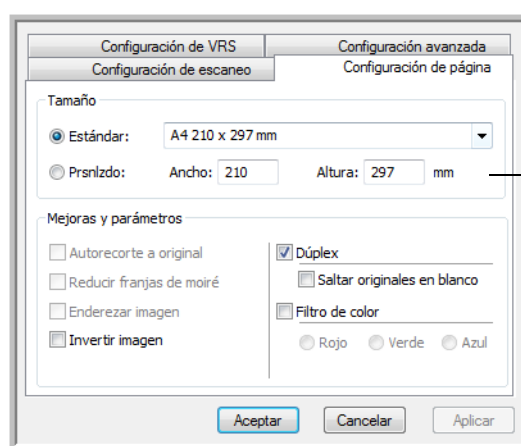 Configuración de VRS Configuración avanzada
Configuración de escaneo Configuración de página
Tamaño
Estándar: A4 210 x 297 mm
Prsnlzdo: Ancho: 210 Altura: 297 mm
Mejoras y parámetros
Autorecorte a original
Reducir franjas de moiré
Enderezar imagen
Invertir imagen
Dúplex
Saltar originales en blanco
Filtro de color
Rojo Verde Azul
Aceptar Cancelar Aplicar